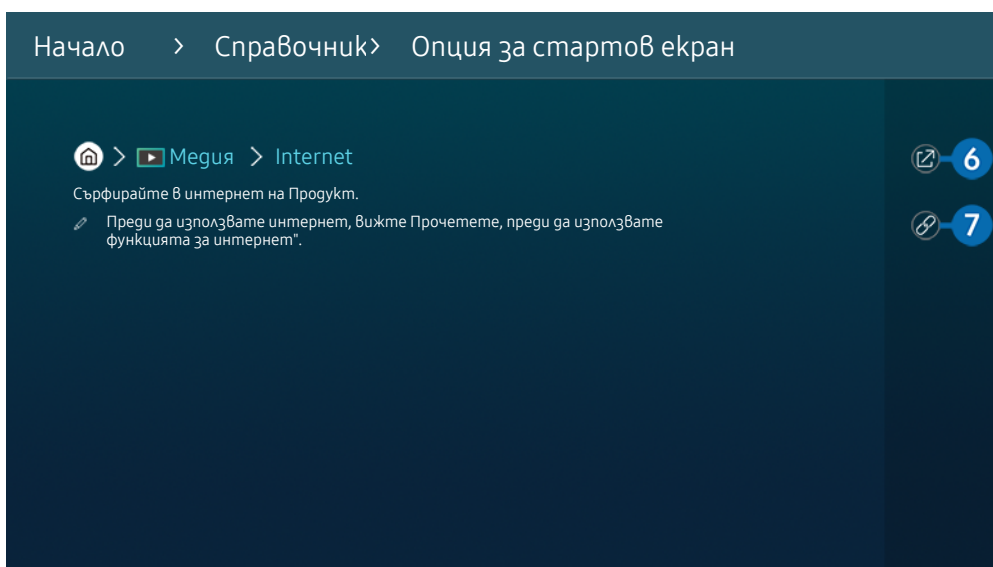 Начало > Справочник> Опция за стартов екран
> Медия > Internet
6
Сърфирайте в интернет на Продукт.
Преди да използвате интернет, вижте Прочетете, преди да използвате
функцията за интернет".
7